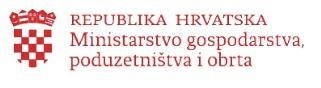 REPUBLIKA HRVATSKA
Ministarstvo gospodarstva,
poduzetništva i obrta